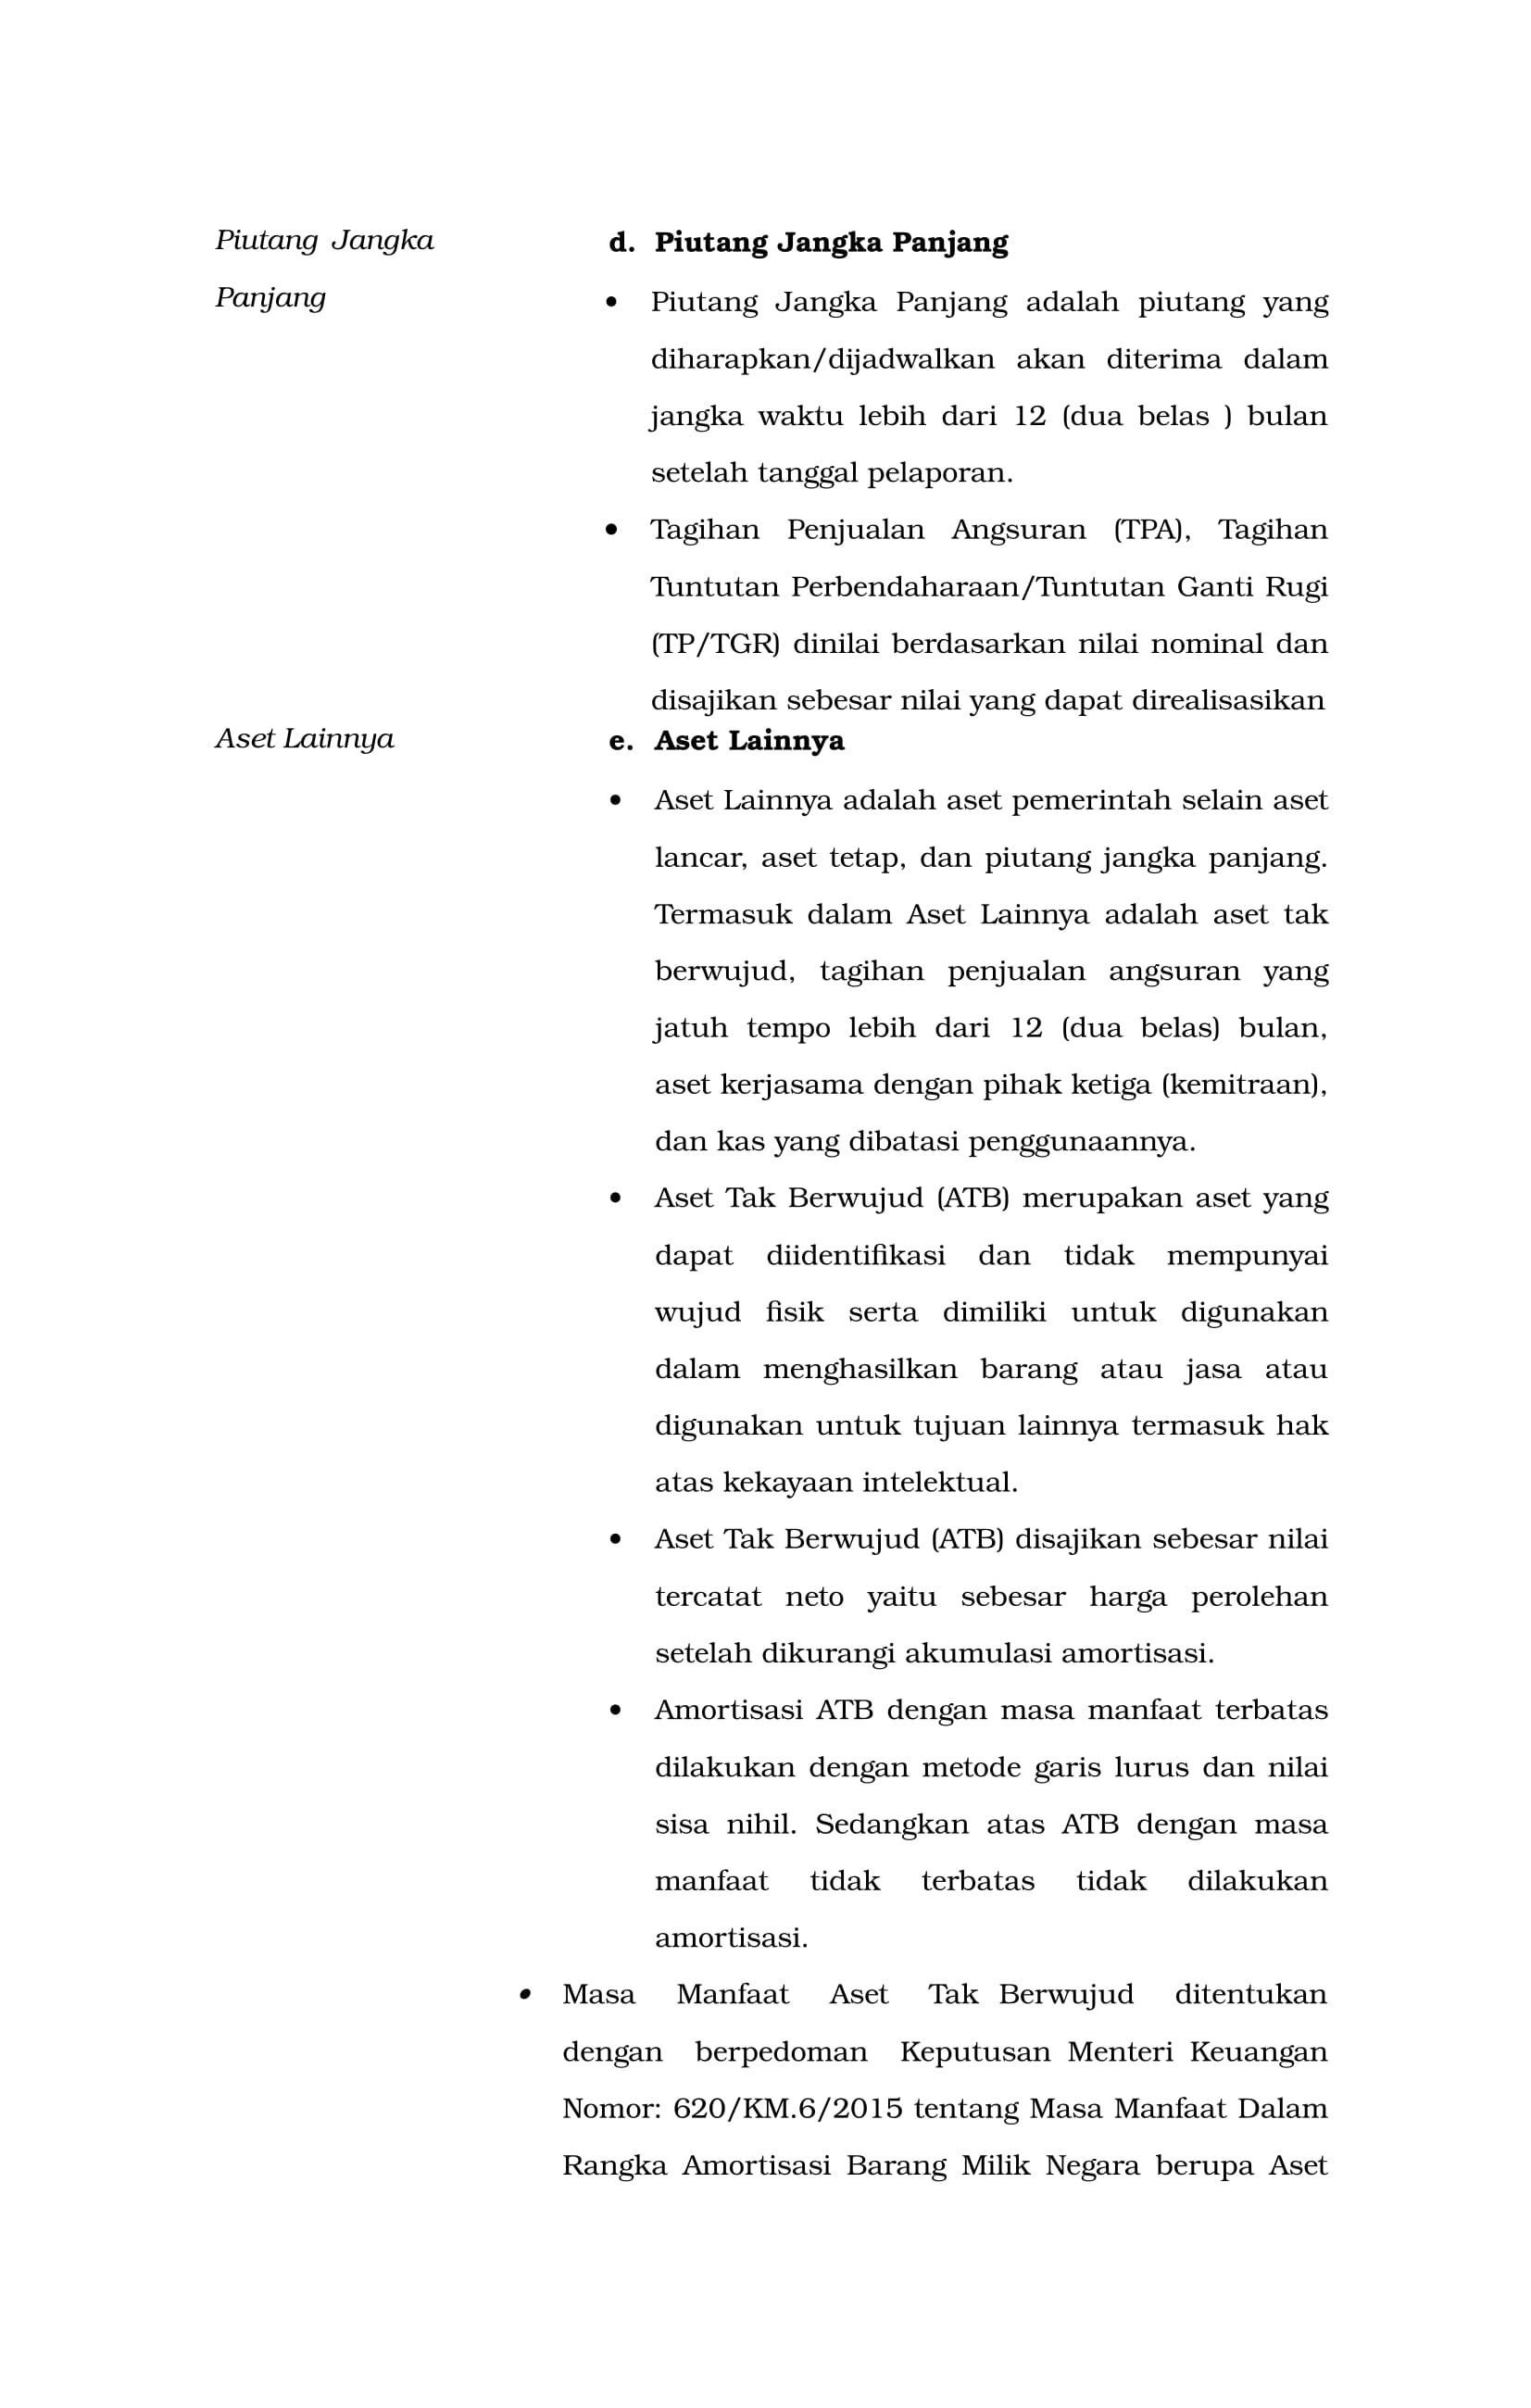 Piutang Jangka
Panjang
d. Piutang Jangka Panjang
• Piutang Jangka Panjang adalah piutang yang
diharapkan/dijadwalkan akan diterima dalam
jangka waktu lebih dari 12 (dua belas ) bulan
setelah tanggal pelaporan.
• Tagihan Penjualan Angsuran (TPA), Tagihan
Tuntutan Perbendaharaan/Tuntutan Ganti Rugi
(TP/TGR) dinilai berdasarkan nilai nominal dan
disajikan sebesar nilai yang dapat direalisasikan
Aset Lainnya
e. Aset Lainnya
• Aset Lainnya adalah aset pemerintah selain aset
lancar, aset tetap, dan piutang jangka panjang.
Termasuk dalam Aset Lainnya adalah aset tak
berwujud, tagihan penjualan angsuran yang
jatuh tempo lebih dari 12 (dua belas) bulan,
aset kerjasama dengan pihak ketiga (kemitraan),
dan kas yang dibatasi penggunaannya.
• Aset Tak Berwujud (ATB) merupakan aset yang
dapat diidentifikasi dan tidak mempunyai
wujud fisik serta dimiliki untuk digunakan
dalam menghasilkan barang atau jasa atau
digunakan untuk tujuan lainnya termasuk hak
atas kekayaan intelektual.
• Aset Tak Berwujud (ATB) disajikan sebesar nilai
tercatat neto yaitu sebesar harga perolehan
setelah dikurangi akumulasi amortisasi.
• Amortisasi ATB dengan masa manfaat terbatas
dilakukan dengan metode garis lurus dan nilai
sisa nihil. Sedangkan atas ATB dengan masa
manfaat tidak terbatas tidak dilakukan
amortisasi.
• Masa Manfaat Aset Tak Berwujud ditentukan
dengan berpedoman Keputusan Menteri Keuangan
Nomor: 620/KM.6/2015 tentang Masa Manfaat Dalam
Rangka Amortisasi Barang Milik Negara berupa Aset